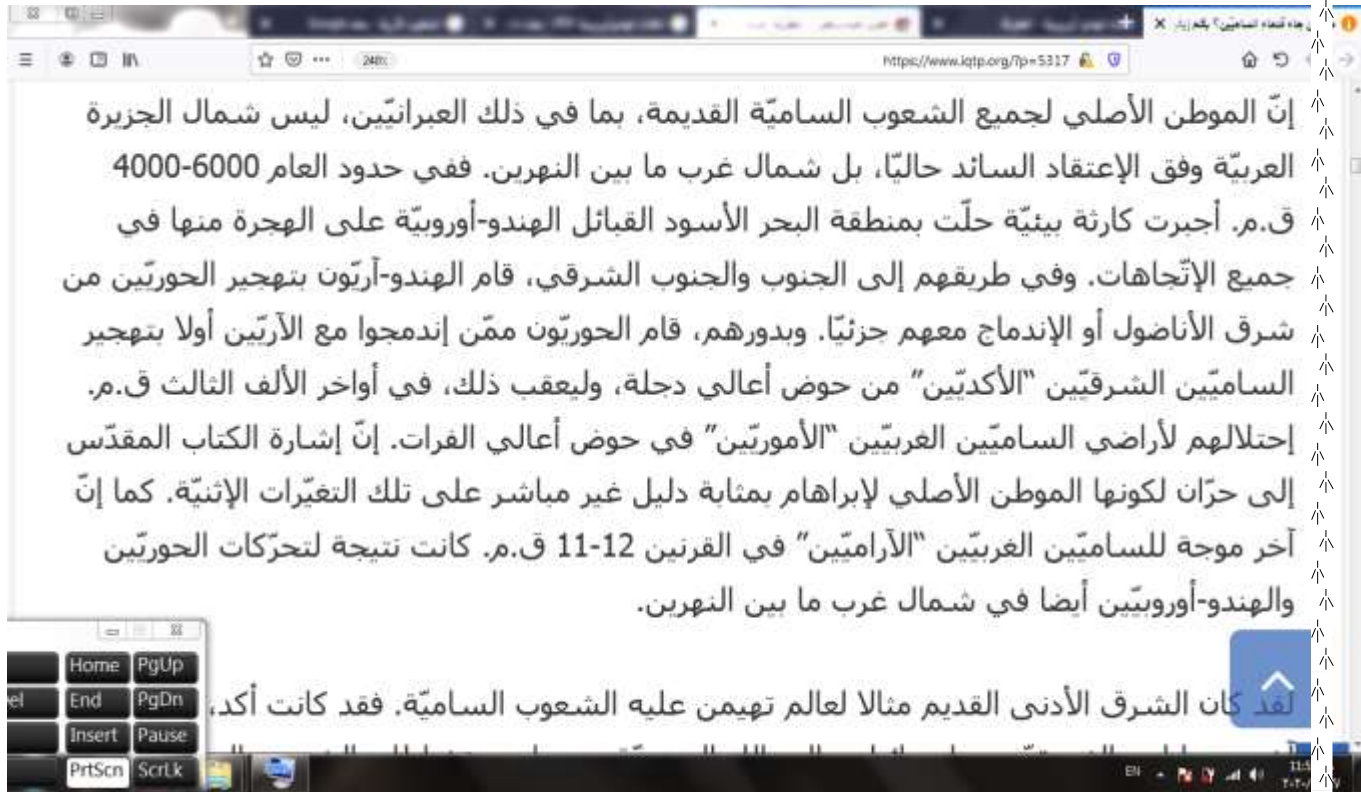 هاء الساميّين؟ بقلم زيار
240%
https://www.iqtp.org/?p=5317
إنّ الموطن الأصلي لجميع الشعوب الساميّة القديمة، بما في ذلك العبرانيّين، ليس شمال الجزيرة
العربيّة وفق الإعتقاد السائد حاليّا، بل شمال غرب ما بين النهرين. ففي حدود العام 6000-4000
ق.م. أجبرت كارثة بيئيّة حلّت بمنطقة البحر الأسود القبائل الهندو-أوروبيّة على الهجرة منها في
جميع الإتّجاهات. وفي طريقهم إلى الجنوب والجنوب الشرقي، قام الهندو-آريّون بتهجير الحوريّين من
شرق الأناضول أو الإندماج معهم جزئيّا. وبدورهم، قام الحوريّون ممّن إندمجوا مع الآريّين أولا بتهجير
الساميّين الشرقيّين "الأكديّين" من حوض أعالي دجلة، وليعقب ذلك، في أواخر الألف الثالث ق.م.
إحتلالهم لأراضي الساميّين الغربيّين "الأموريّين" في حوض أعالي الفرات. إنّ إشارة الكتاب المقدّس
إلى حرّان لكونها الموطن الأصلي لإبراهام بمثابة دليل غير مباشر على تلك التغيّرات الإثنيّة. كما إنّ
آخر موجة للساميّين الغربيّين "الآراميّين" في القرنين 12-11 ق.م. كانت نتيجة لتحرّكات الحوريّين
والهندو-أوروبيّين أيضا في شمال غرب ما بين النهرين.
لقد كان الشرق الأدنى القديم مثالا لعالم تهيمن عليه الشعوب الساميّة. فقد كانت أكد،
Home PgUp
End PgDn
Insert Pause
PrtScn ScrLk
EN